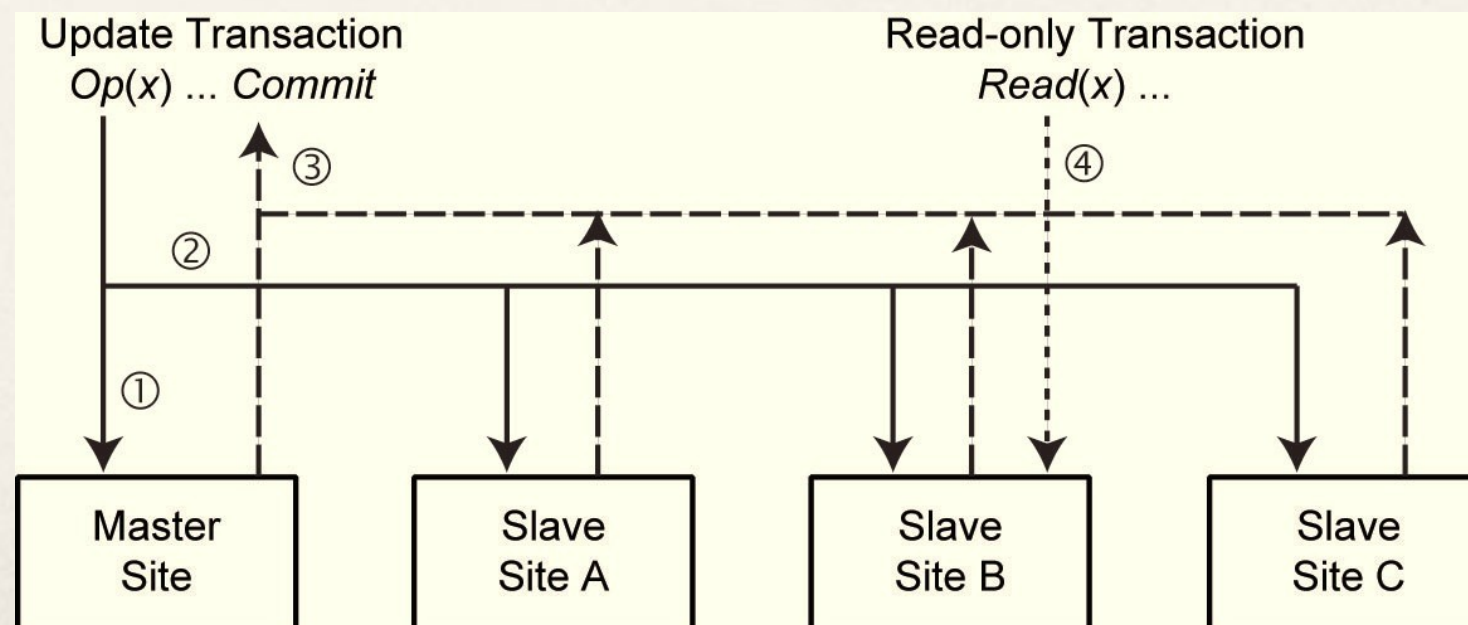 Update Transaction
Op(x) ... Commit
Read-only Transaction
Read(x) ...
③
④
②
①
Master
Site
Slave
Site A
Slave
Site B
Slave
Site C